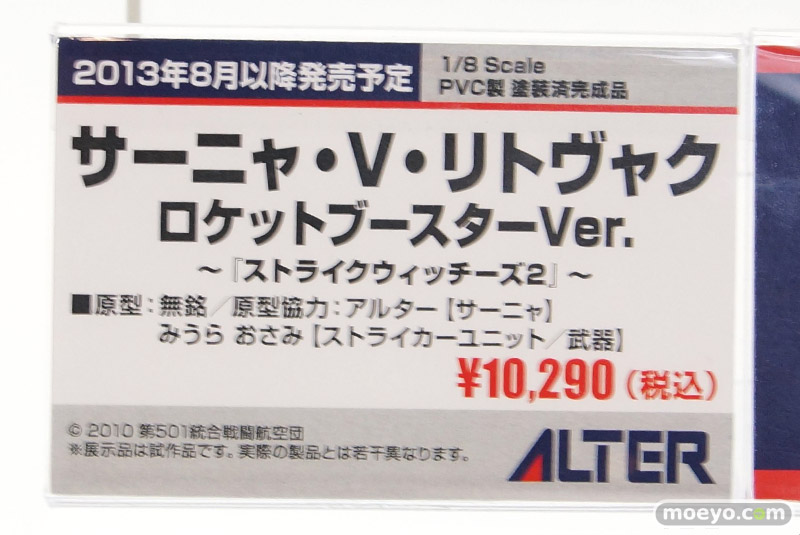 2013年8月以降発売予定
1/8 Scale
PVC製 塗装済完成品
サーニャ・V・リトヴャク
ロケットブースターVer.
～『ストライクウィッチーズ2』～
■原型：無銘／原型協力：アルター【サーニャ】
みうら おさみ【ストライカーユニット／武器】
¥10,290（税込）
© 2010 第501統合戦闘航空団
※展示品は試作品です。実際の製品とは若干異なります。
ALTER
moeyo.com